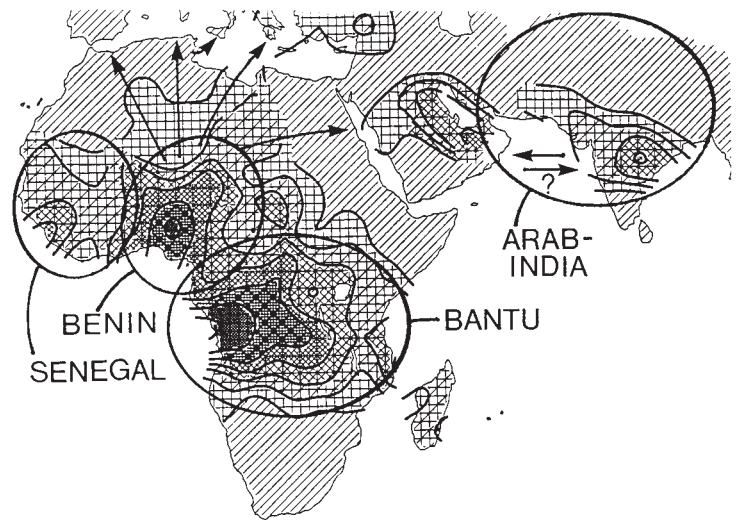 ?
ARAB-
INDIA
BENIN
BANTU
SENEGAL